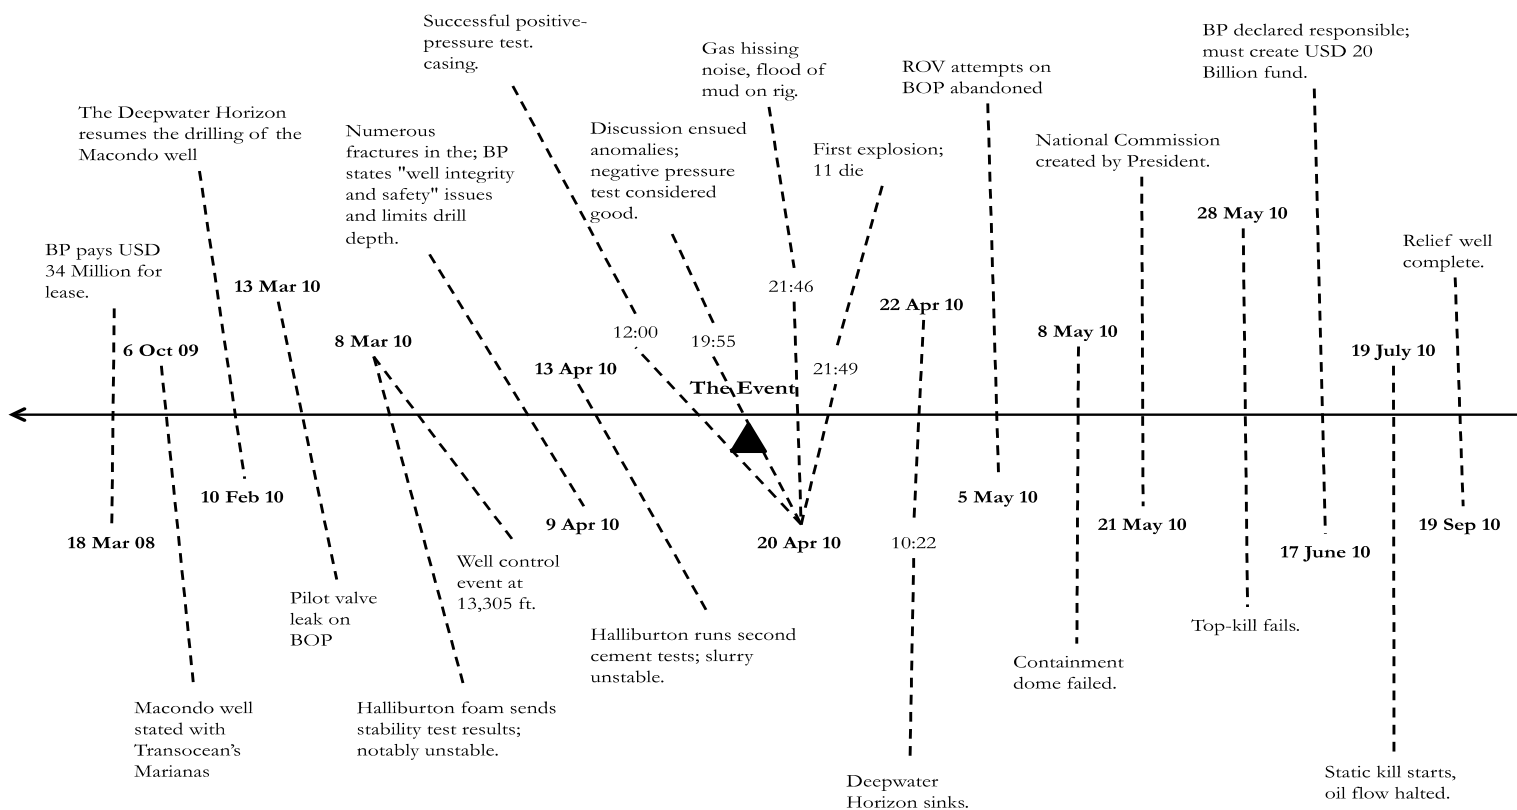 Successful positive-
pressure test.
casing.
BP declared responsible;
must create USD 20
Billion fund.
Gas hissing
noise, flood of
mud on rig.
ROV attempts on
BOP abandoned
The Deepwater Horizon
resumes the drilling of the
Macondo well
Numerous
fractures in the; BP
states "well integrity
and safety" issues
and limits drill
depth.
Discussion ensued
anomalies;
negative pressure
test considered
good.
First explosion;
11 die
National Commission
created by President.
28 May 10
BP pays USD
34 Million for
lease.
Relief well
complete.
13 Mar 10
21:46
22 Apr 10
6 Oct 09
8 Mar 10
12:00
19:55
8 May 10
19 July 10
13 Apr 10
21:49
The Event
10 Feb 10
5 May 10
18 Mar 08
9 Apr 10
20 Apr 10
10:22
21 May 10
17 June 10
19 Sep 10
Well control
event at
13,305 ft.
Pilot valve
leak on
BOP
Halliburton runs second
cement tests; slurry
unstable.
Top-kill fails.
Containment
dome failed.
Macondo well
stated with
Transocean's
Marianas
Halliburton foam sends
stability test results;
notably unstable.
Deepwater
Horizon sinks.
Static kill starts,
oil flow halted.